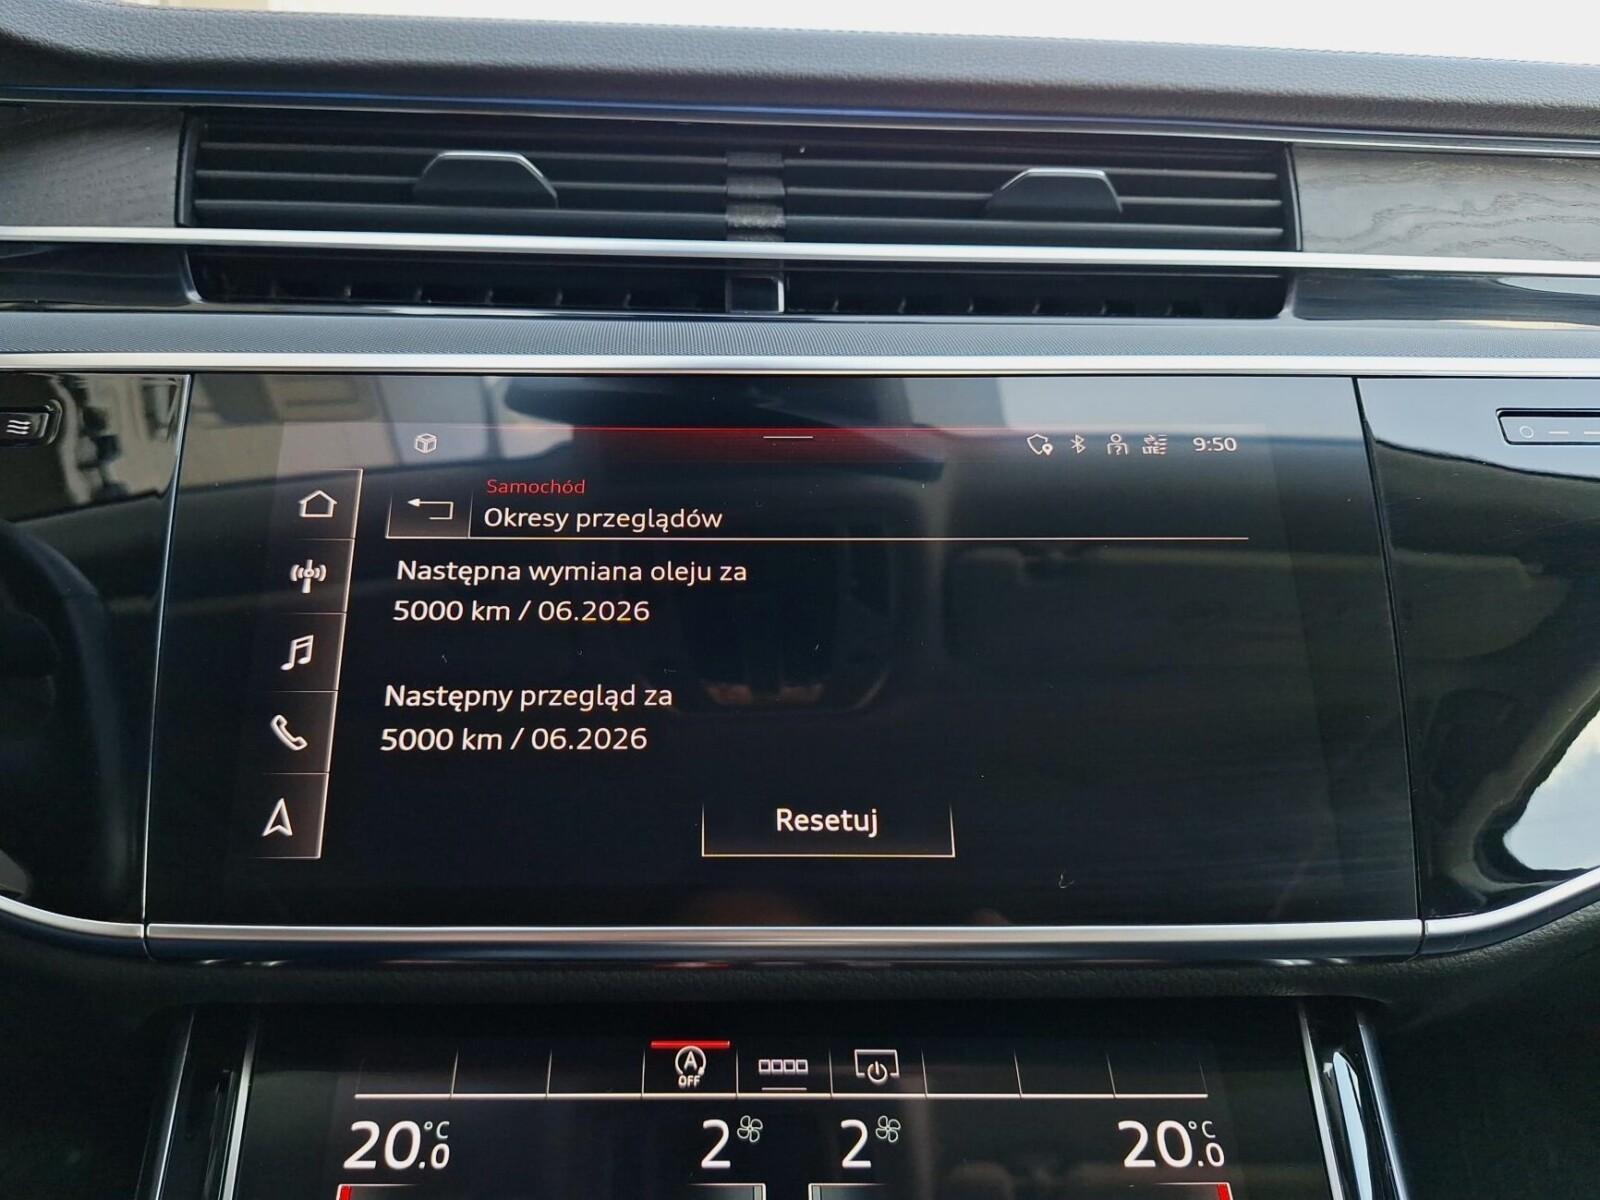 LTE
9:50
Samochód
Okresy przeglądów
Następna wymiana oleju za
5000 km / 06.2026
Następny przegląd za
5000 km / 06.2026
Resetuj
A
OFF
20.0 °C
2
2
20.0 °C